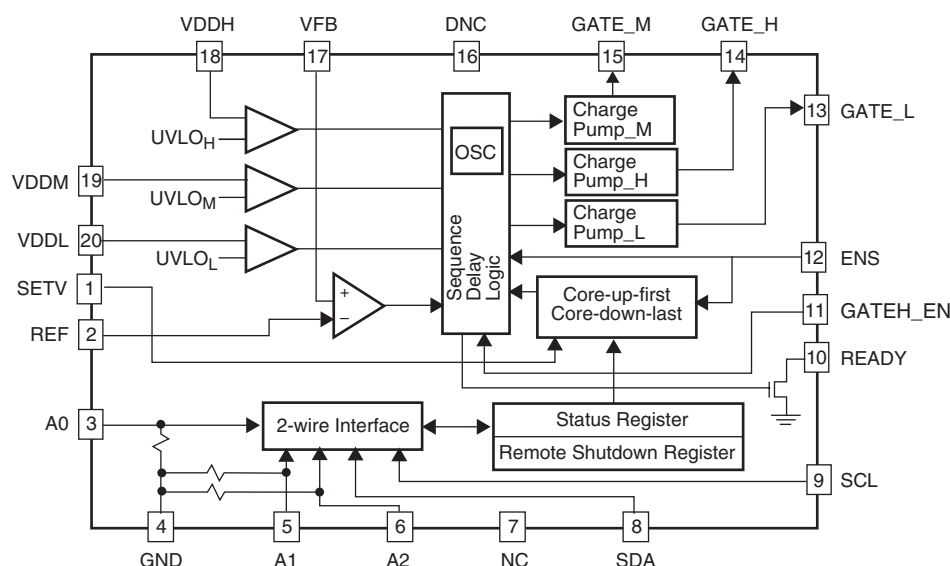 VDDH VFB DNC GATE_M GATE_H
18 17 16 15 14
Charge
Pump_M
13 GATE_L
UVLOH
OSC
VDDM 19
UVLOM
Charge
Pump_H
VDDL 20
UVLOL
Charge
Pump_L
Sequence
Delay
Logic
12 ENS
SETV 1
+
−
Core-up-first
Core-down-last
11 GATEH_EN
REF 2
10 READY
A0 3
2-wire Interface
Status Register
Remote Shutdown Register
9 SCL
4 5 6 7 8
GND A1 A2 NC SDA